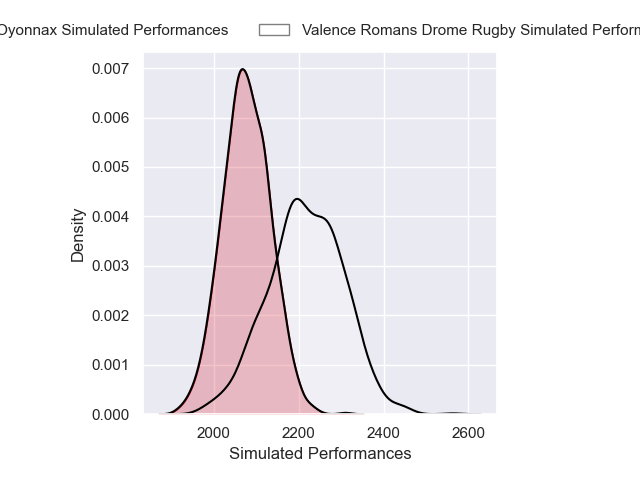 Oyonnax Simulated Performances
Valence Romans Drome Rugby Simulated
0.007
0.006
0.005
0.004
0.003
0.002
0.001
0.000
Density
2000 2200 2400 2600
Simulated Performances